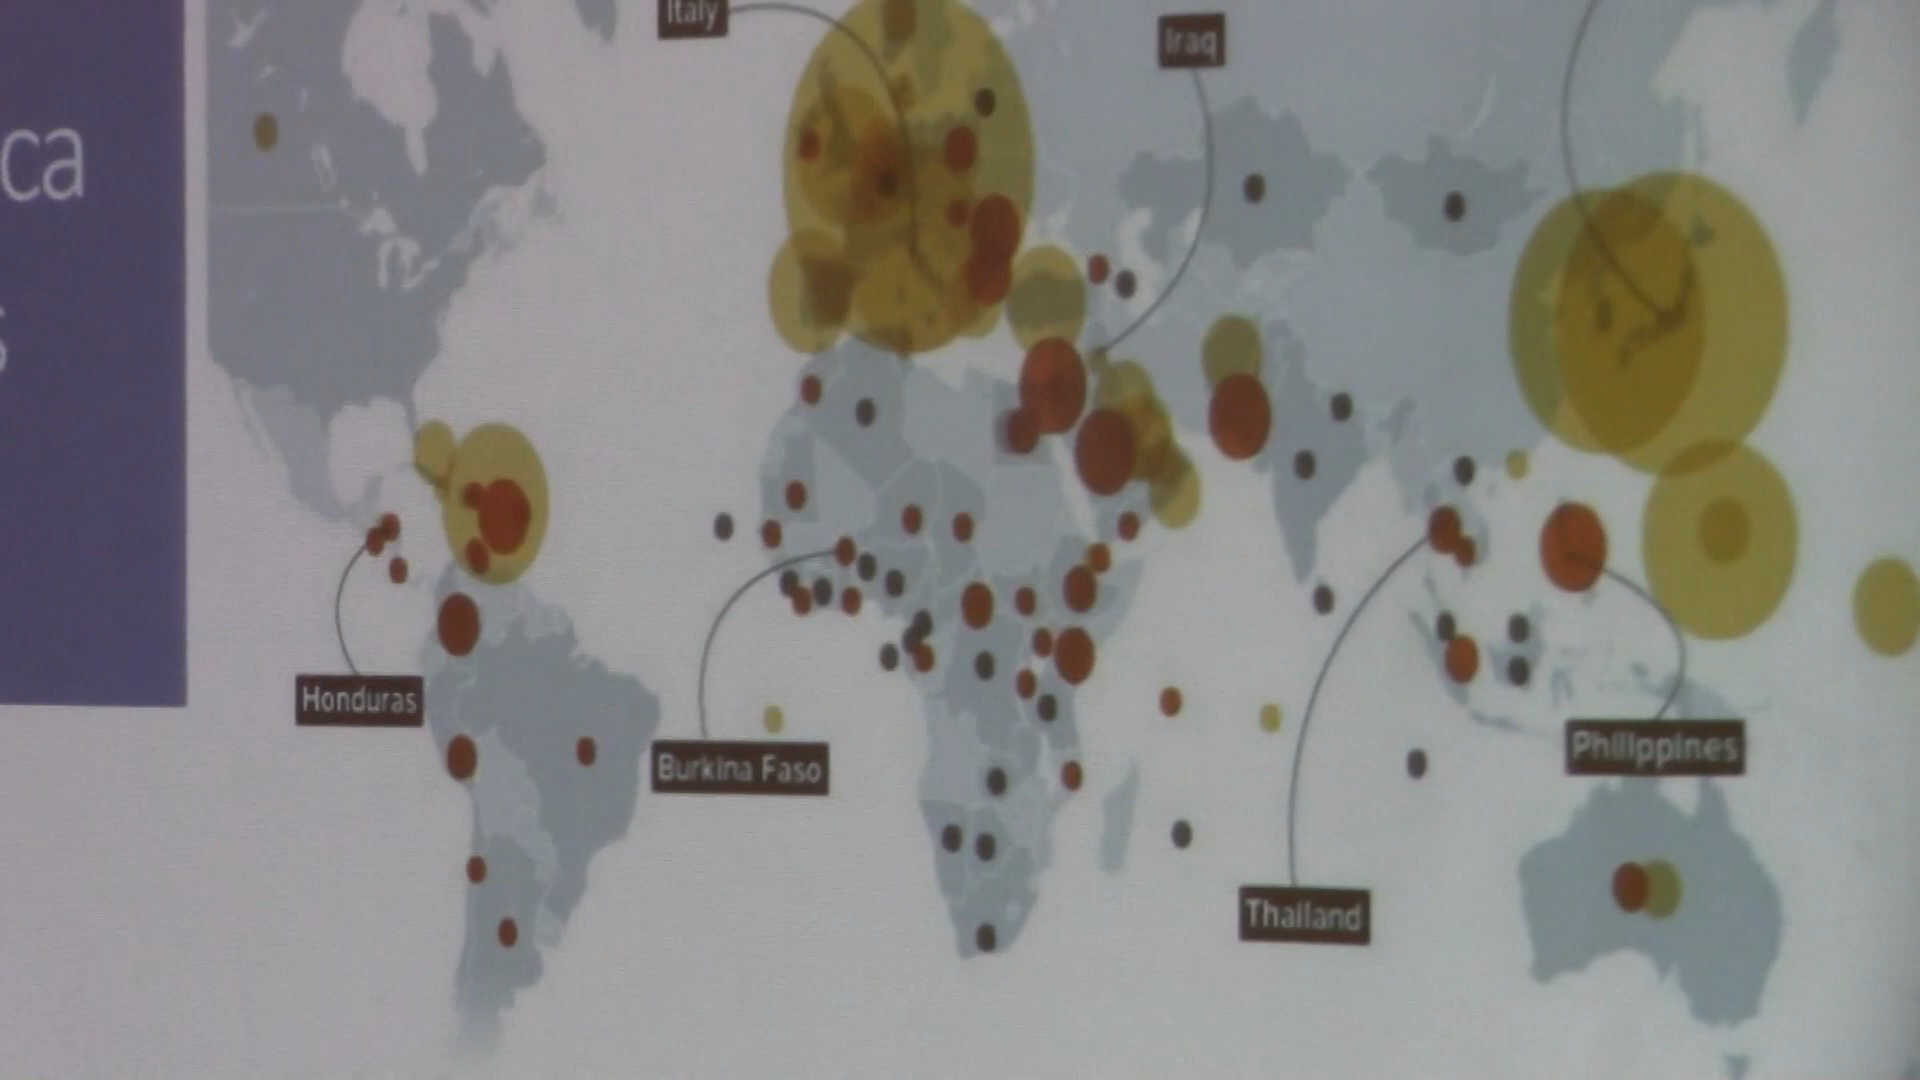 ca
s
Italy
Iraq
Honduras
Burkina Faso
Philippines
Thailand